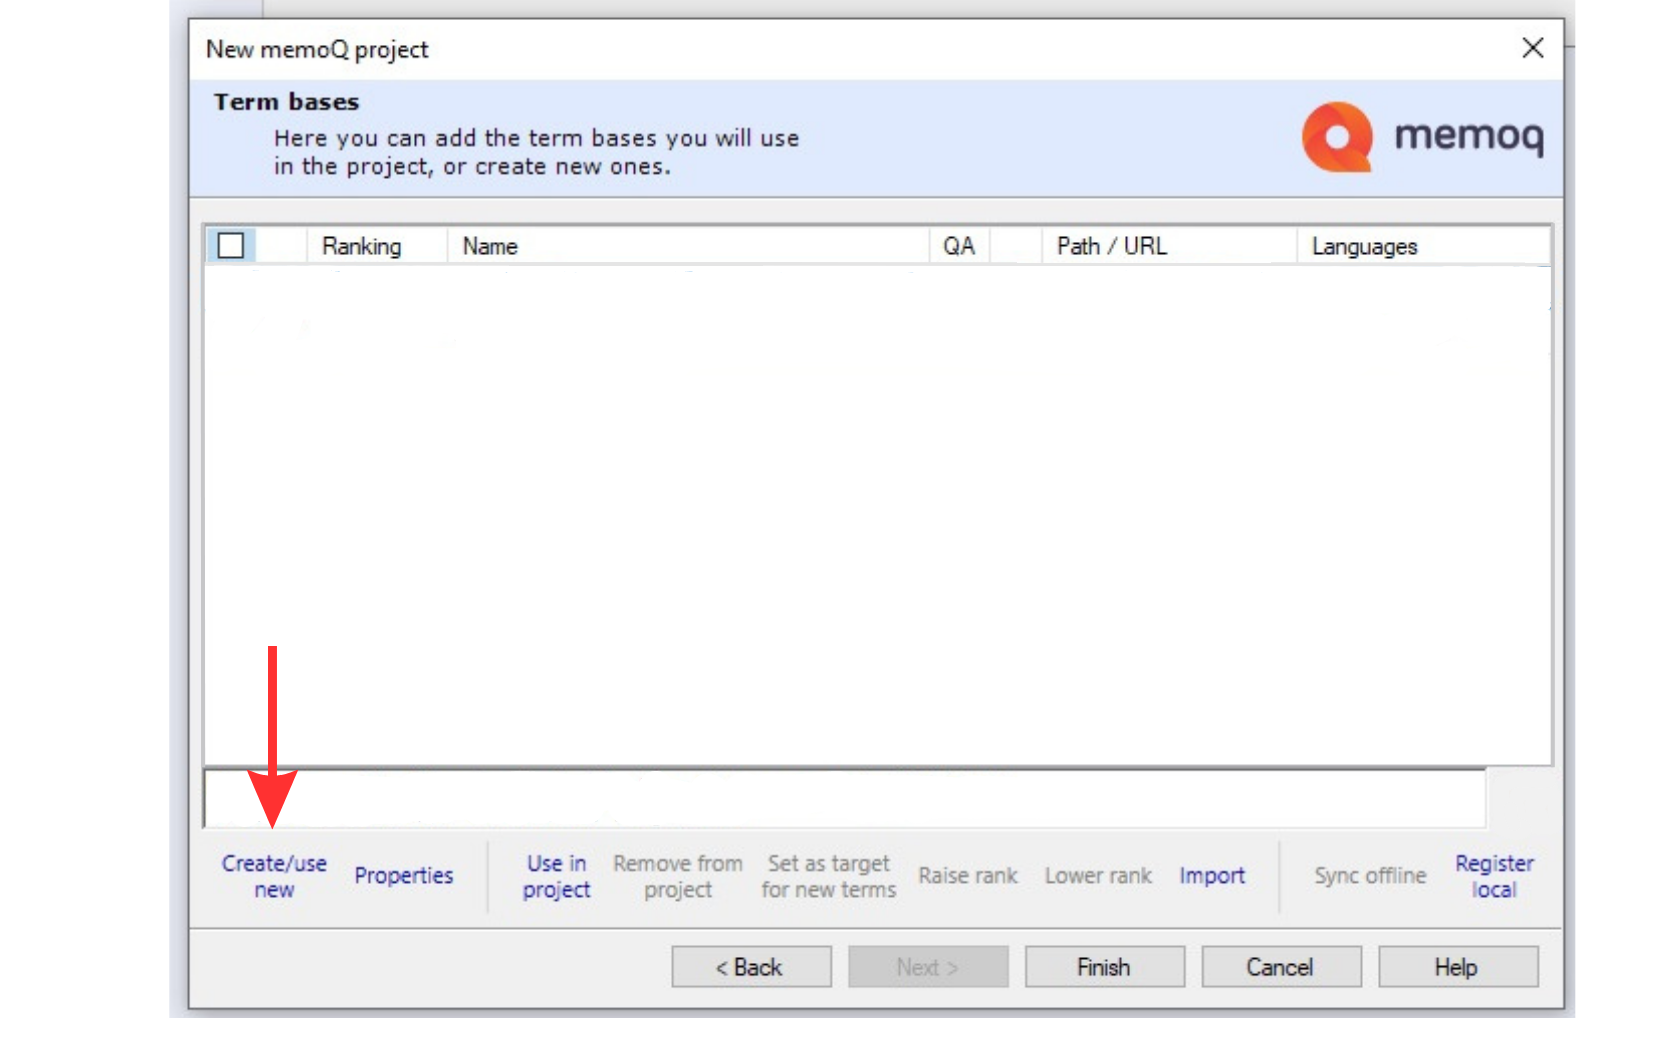 New memoQ project
Term bases
Here you can add the term bases you will use
in the project, or create new ones.
memoq
Ranking Name QA Path / URL Languages
Create/use
new
Properties
Use in
project
Remove from
project
Set as target
for new terms
Raise rank
Lower rank
Import
Sync offline
Register
local
< Back
Next >
Finish
Cancel
Help